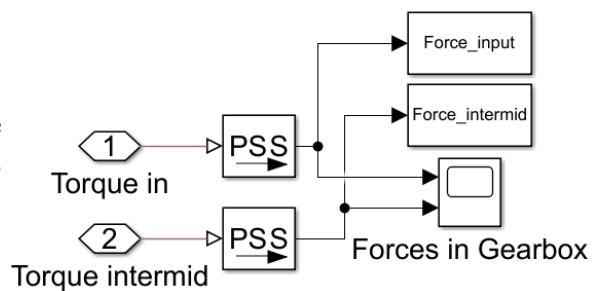 Force_input
Force_intermid
1
PSS
Torque in
2
PSS
Forces in Gearbox
Torque intermid